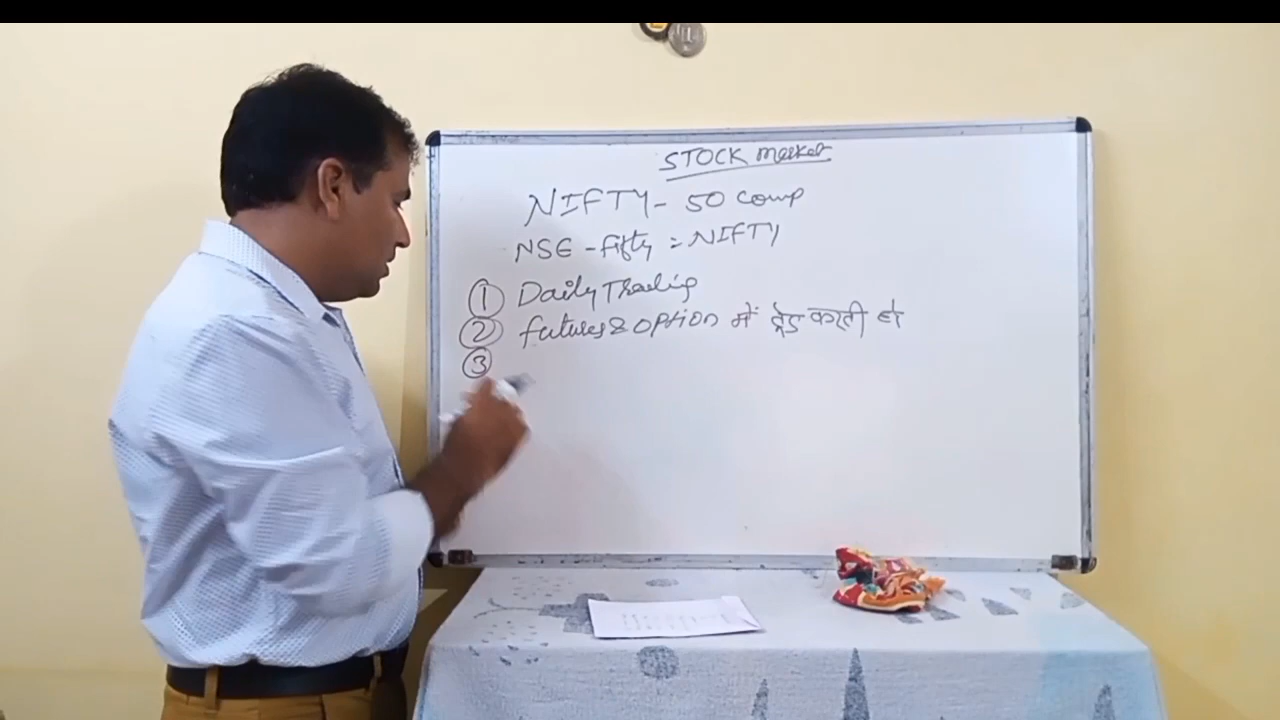 STOCK Market
NIFTY - 50 comp
NSE - fifty = NIFTY
① Daily Trading
② futures & option में ट्रेड करती हो
③